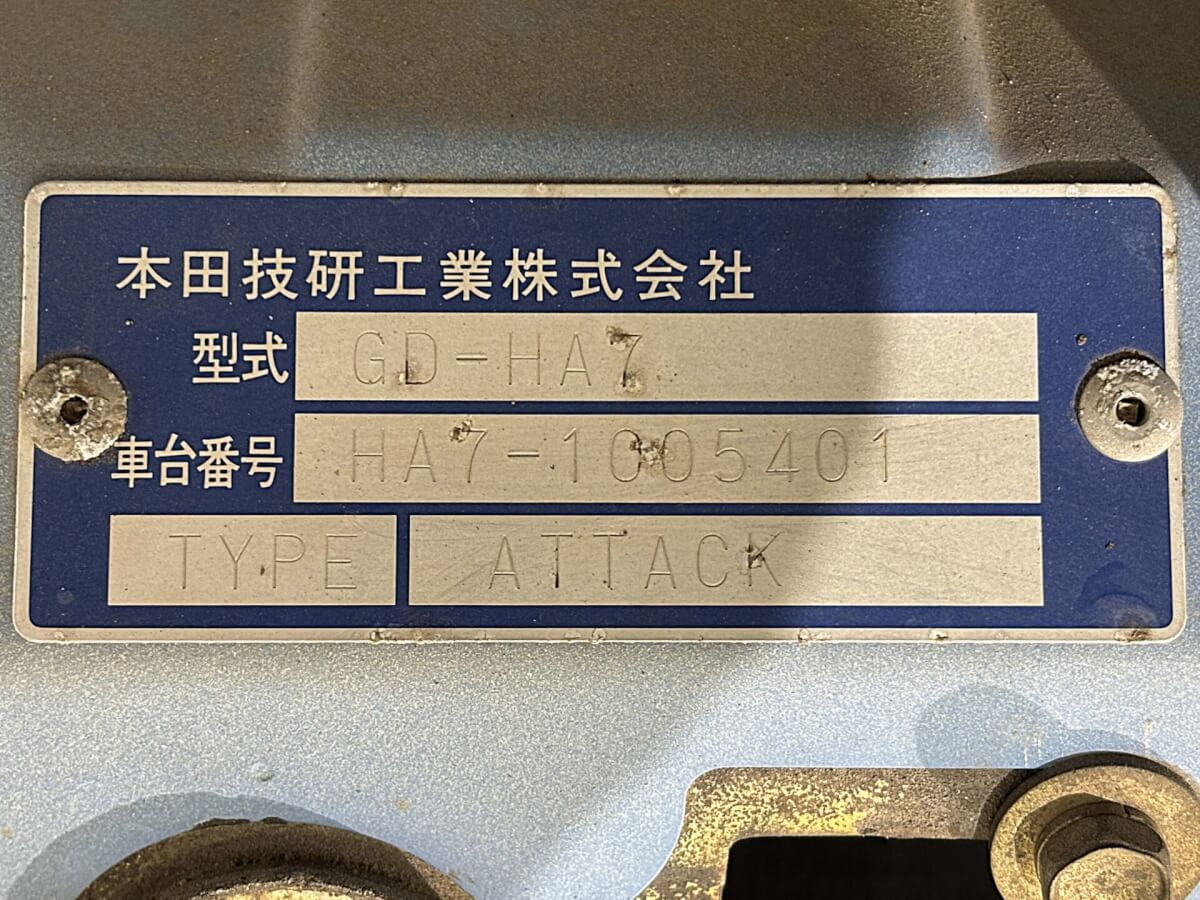 本田技研工業株式会社
型式 GD-HA7
車台番号 HA7-1005401
TYPE ATTACK